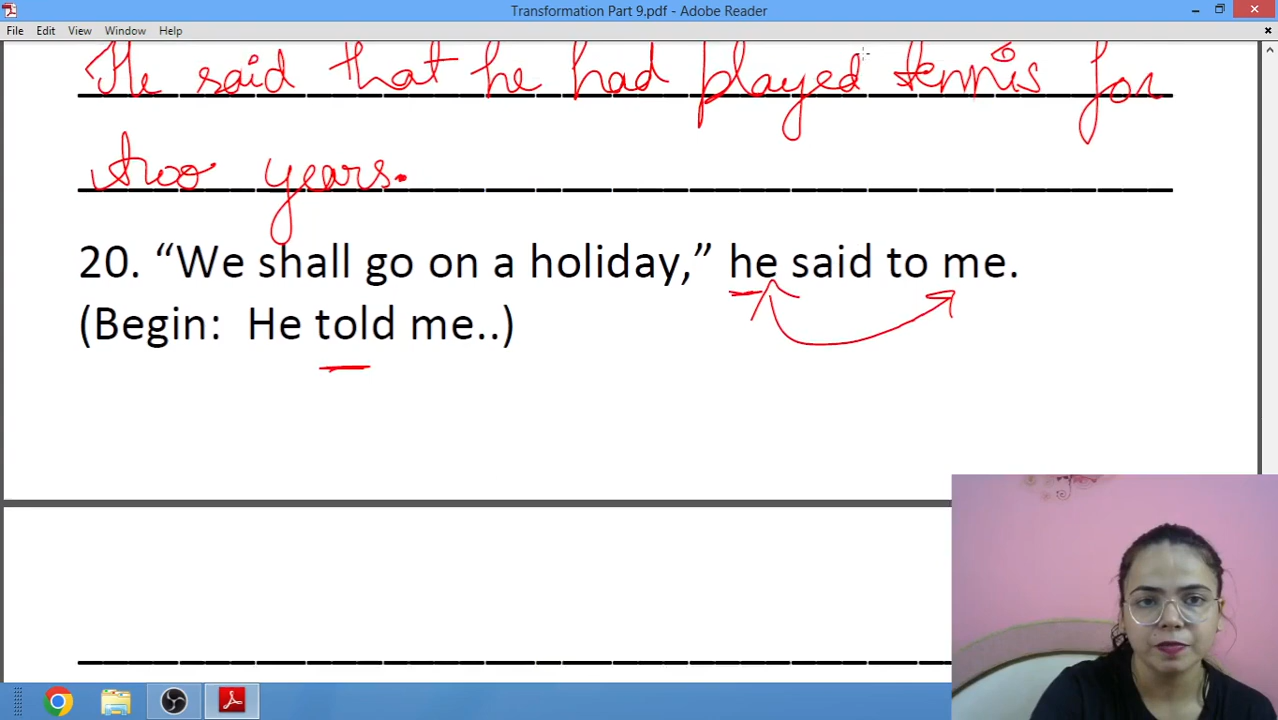 Transformation Part 9.pdf - Adobe Reader
File Edit View Window Help
He said that he had played tennis for
two years.
20. “We shall go on a holiday,” he said to me.
(Begin: He told me..)